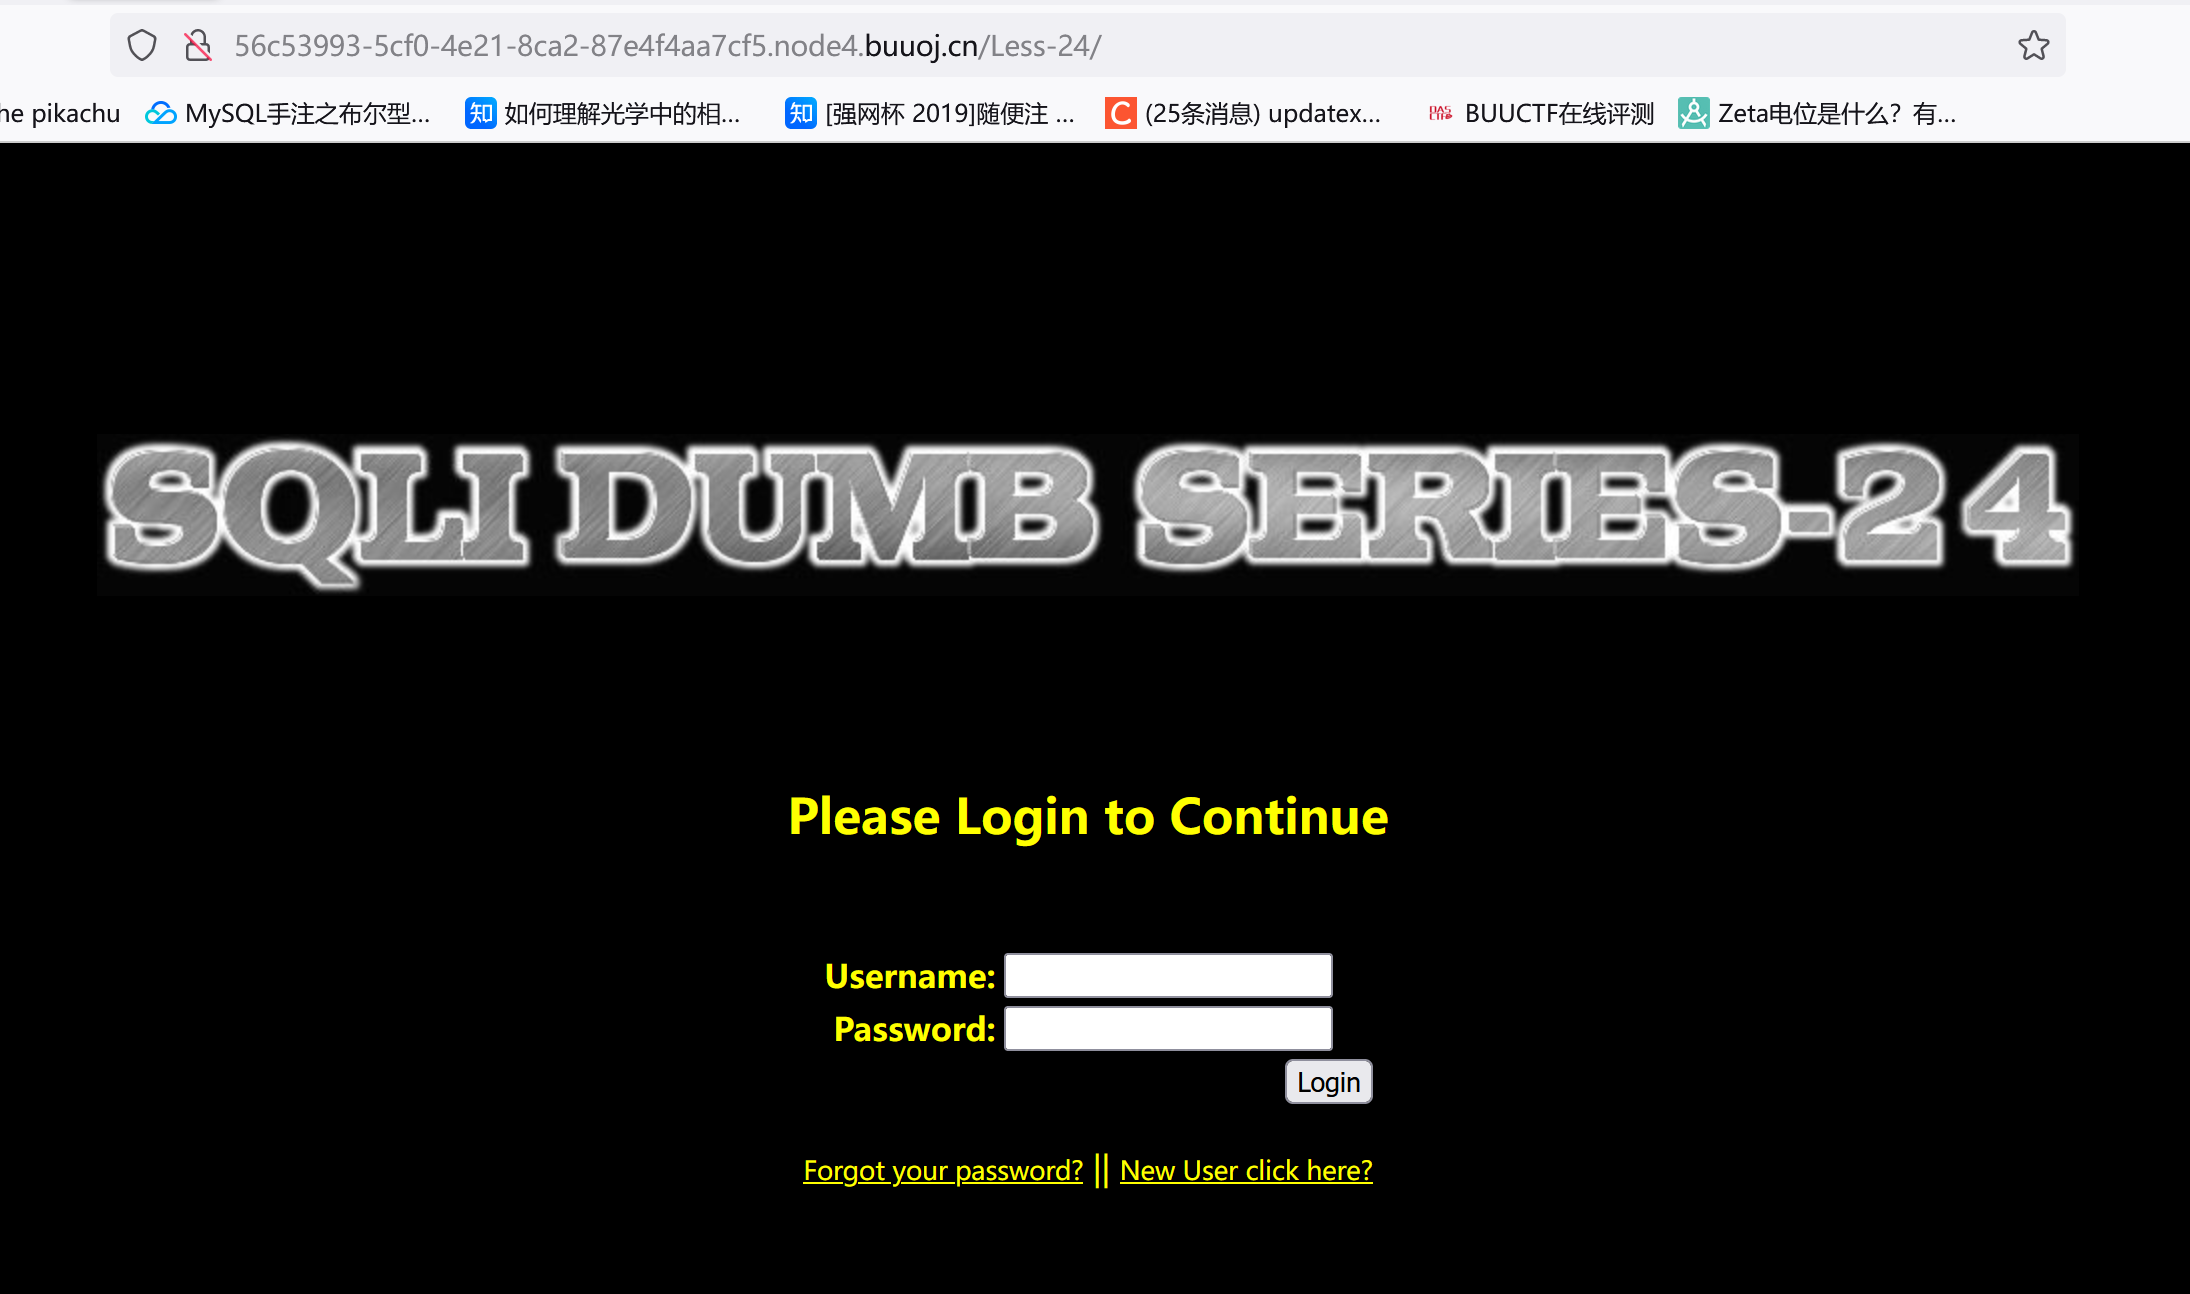 56c53993-5cf0-4e21-8ca2-87e4f4aa7cf5.node4.buuoj.cn/Less-24/
he pikachu MySQL手注之布尔型... 知 如何理解光学中的相... 知 [强网杯 2019]随便注 ... C (25条消息) updatex... DAS CTF BUUCTF在线评测 Zeta电位是什么？有...
SQLI DUMB SERIES-24
Please Login to Continue
Username:
Password:
Login
Forgot your password? || New User click here?